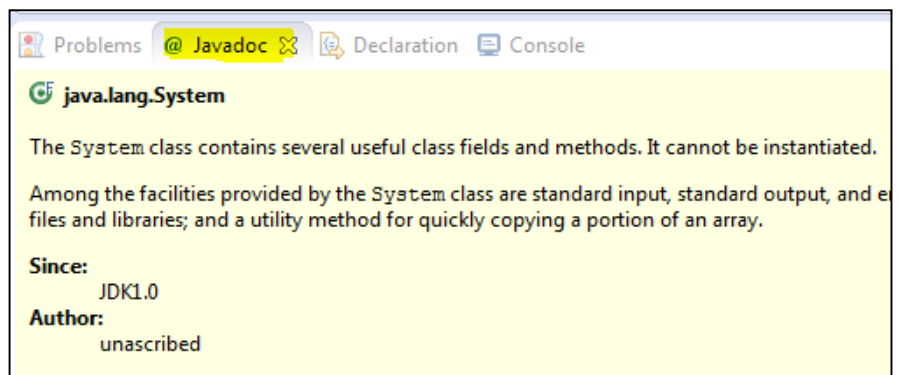 Problems @ Javadoc Declaration Console
java.lang.System
The System class contains several useful class fields and methods. It cannot be instantiated.
Among the facilities provided by the System class are standard input, standard output, and
files and libraries; and a utility method for quickly copying a portion of an array.
Since:
JDK1.0
Author:
unascribed